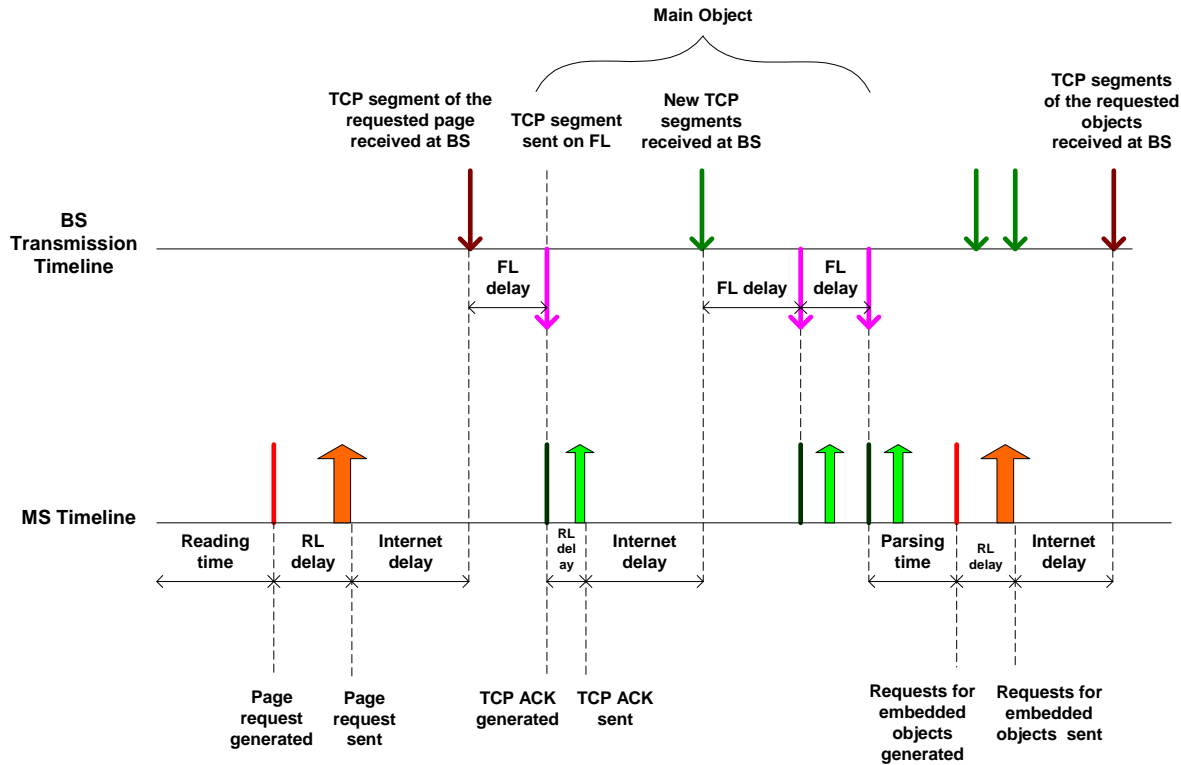 Main Object
TCP segment of the
requested page
received at BS
TCP segment
sent on FL
New TCP
segments
received at BS
TCP segments
of the requested
objects
received at BS
BS
Transmission
Timeline
FL
delay
FL delay
FL
delay
MS Timeline
Reading
time
RL
delay
Internet
delay
RL
del
ay
Internet
delay
Parsing
time
RL
delay
Internet
delay
Page
request
generated
Page
request
sent
TCP ACK
generated
TCP ACK
sent
Requests for
embedded
objects
generated
Requests for
embedded
objects sent